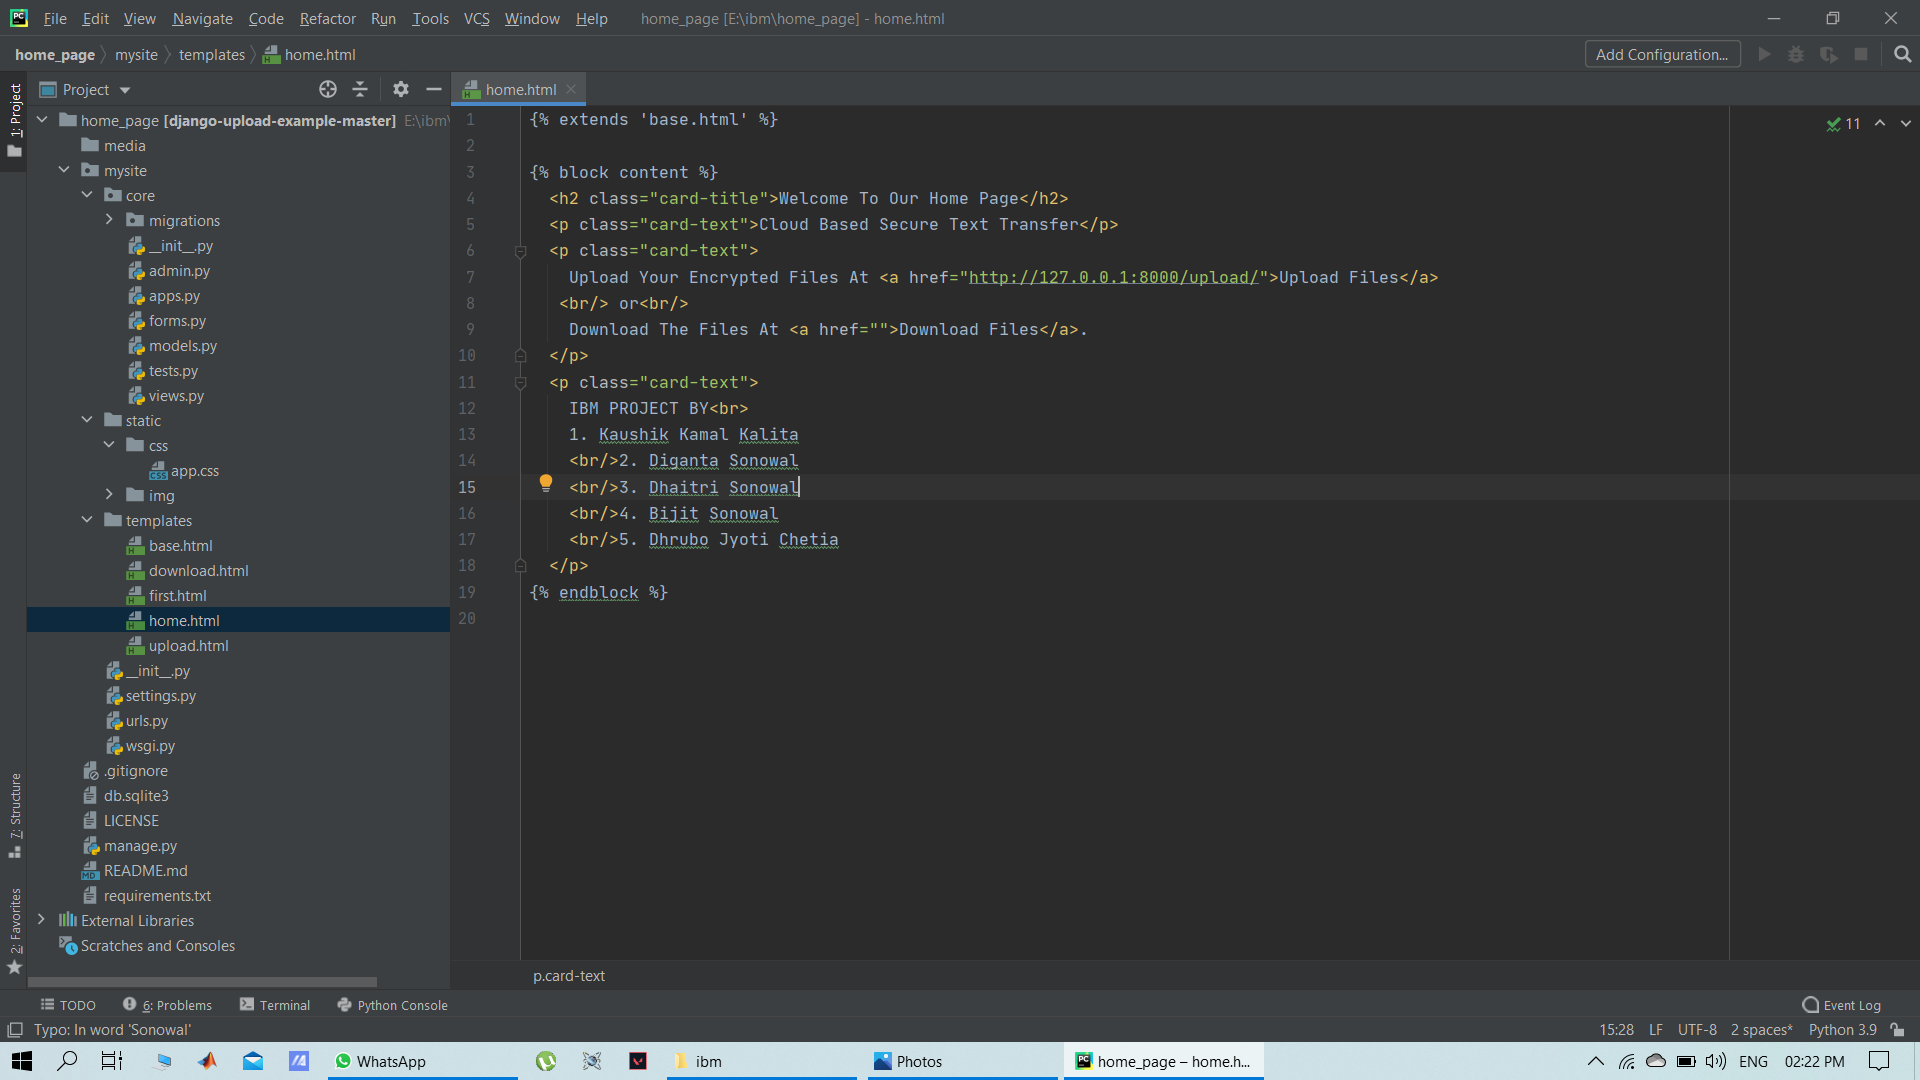 File Edit View Navigate Code Refactor Run Tools VCS Window Help home_page [E:\ibm\home_page] - home.html
home_page mysite templates home.html Add Configuration...
1: Project
Project
home.html
home_page [django-upload-example-master] E:\ibm\
media
mysite
core
migrations
__init__.py
admin.py
apps.py
forms.py
models.py
tests.py
views.py
static
css
app.css
img
templates
base.html
download.html
first.html
home.html
upload.html
__init__.py
settings.py
urls.py
wsgi.py
.gitignore
db.sqlite3
LICENSE
manage.py
README.md
requirements.txt
External Libraries
Scratches and Consoles
7: Structure
2: Favorites
11
1 {% extends 'base.html' %}
2
3 {% block content %}
4 <h2 class="card-title">Welcome To Our Home Page</h2>
5 <p class="card-text">Cloud Based Secure Text Transfer</p>
6 <p class="card-text">
7 Upload Your Encrypted Files At <a href="http://127.0.0.1:8000/upload/">Upload Files</a>
8 <br/> or<br/>
9 Download The Files At <a href="">Download Files</a>.
10 </p>
11 <p class="card-text">
12 IBM PROJECT BY<br>
13 1. Kaushik Kamal Kalita
14 <br/>2. Diganta Sonowal
15 <br/>3. Dhaitri Sonowal
16 <br/>4. Bijit Sonowal
17 <br/>5. Dhrubo Jyoti Chetia
18 </p>
19 {% endblock %}
20
p.card-text
TODO 6: Problems Terminal Python Console Event Log
Typo: In word 'Sonowal' 15:28 LF UTF-8 2 spaces* Python 3.9
WhatsApp ibm Photos home_page – home.h... ENG 02:22 PM